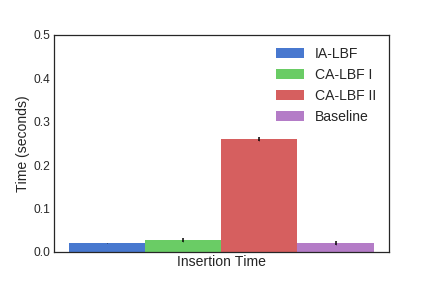 0.5
0.4
0.3
0.2
0.1
0.0
Time (seconds)
IA-LBF
CA-LBF I
CA-LBF II
Baseline
Insertion Time